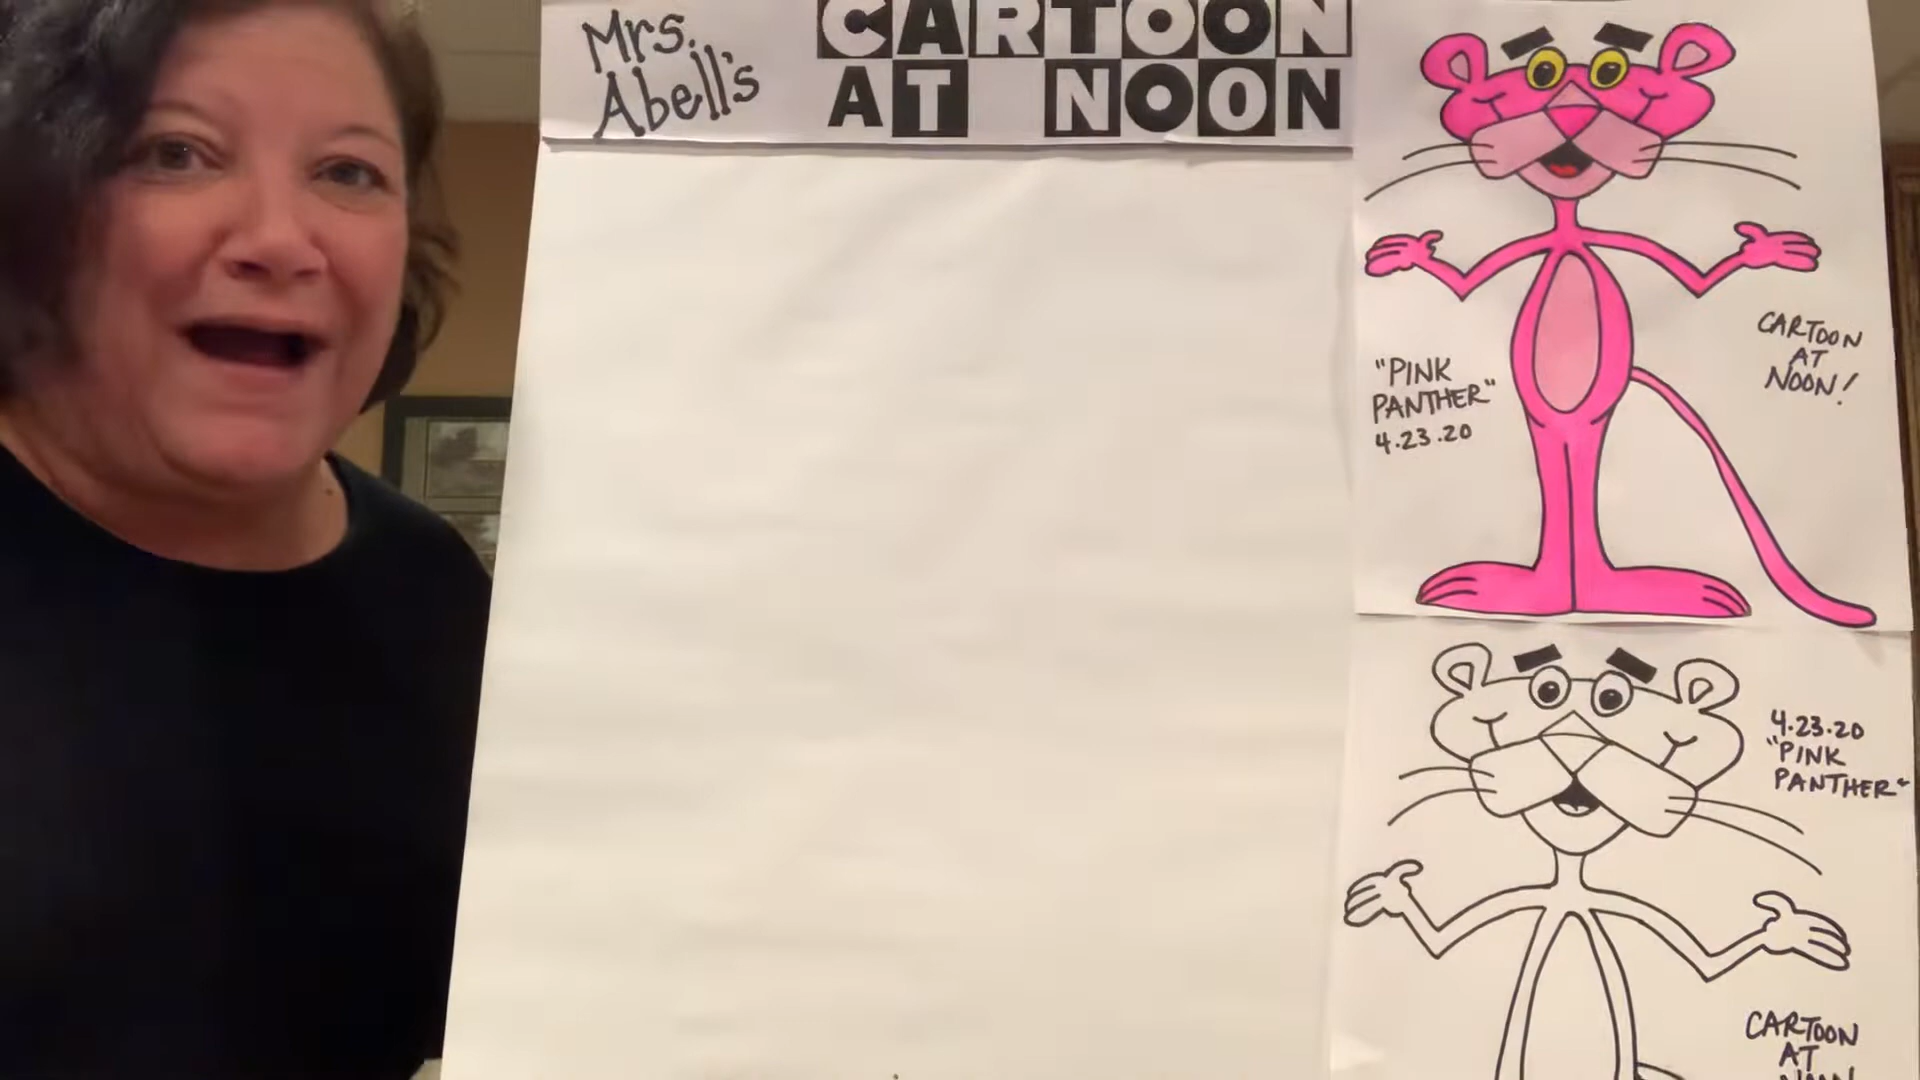 Mrs.
Abell's
CARTOON
AT NOON
"PINK
PANTHER"
4.23.20
CARTOON
AT
NOON!
4.23.20
"PINK
PANTHER"
CARTOON
AT